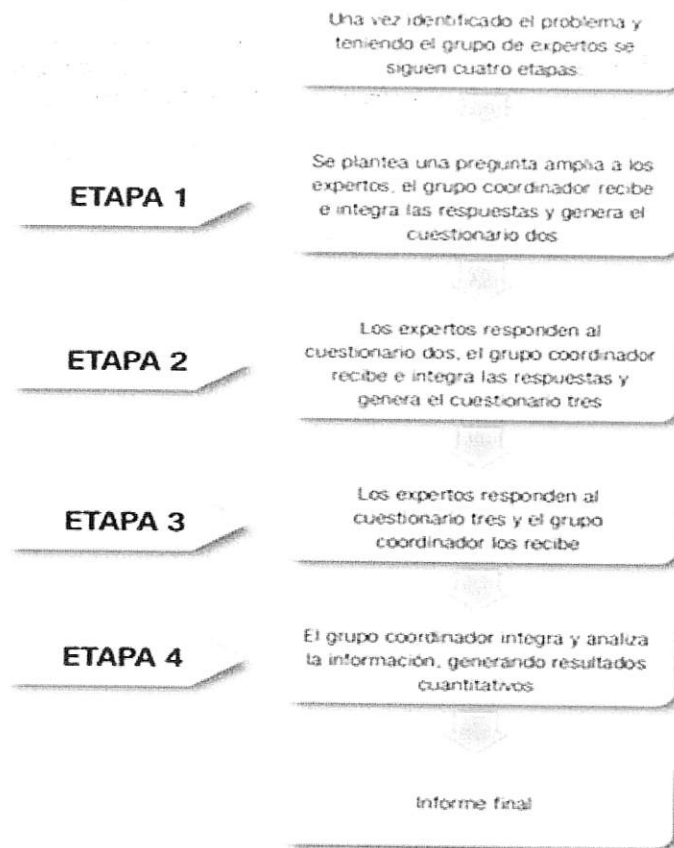 Una vez identificado el problema y
teniendo el grupo de expertos se
siguen cuatro etapas:
ETAPA 1
Se plantea una pregunta amplia a los
expertos, el grupo coordinador recibe
e integra las respuestas y genera el
cuestionario dos
ETAPA 2
Los expertos responden al
cuestionario dos, el grupo coordinador
recibe e integra las respuestas y
genera el cuestionario tres
ETAPA 3
Los expertos responden al
cuestionario tres y el grupo
coordinador los recibe
ETAPA 4
El grupo coordinador integra y analiza
la información, generando resultados
cuantitativos
Informe final